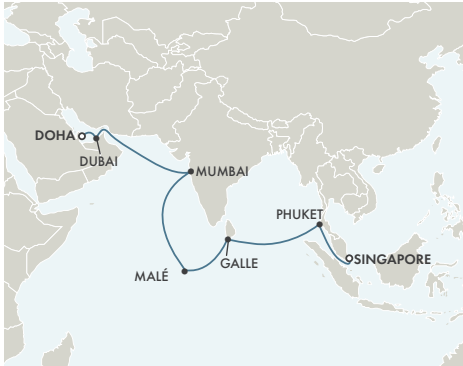 DOHA
DUBAI
MUMBAI
PHUKET
MALÉ
GALLE
SINGAPORE